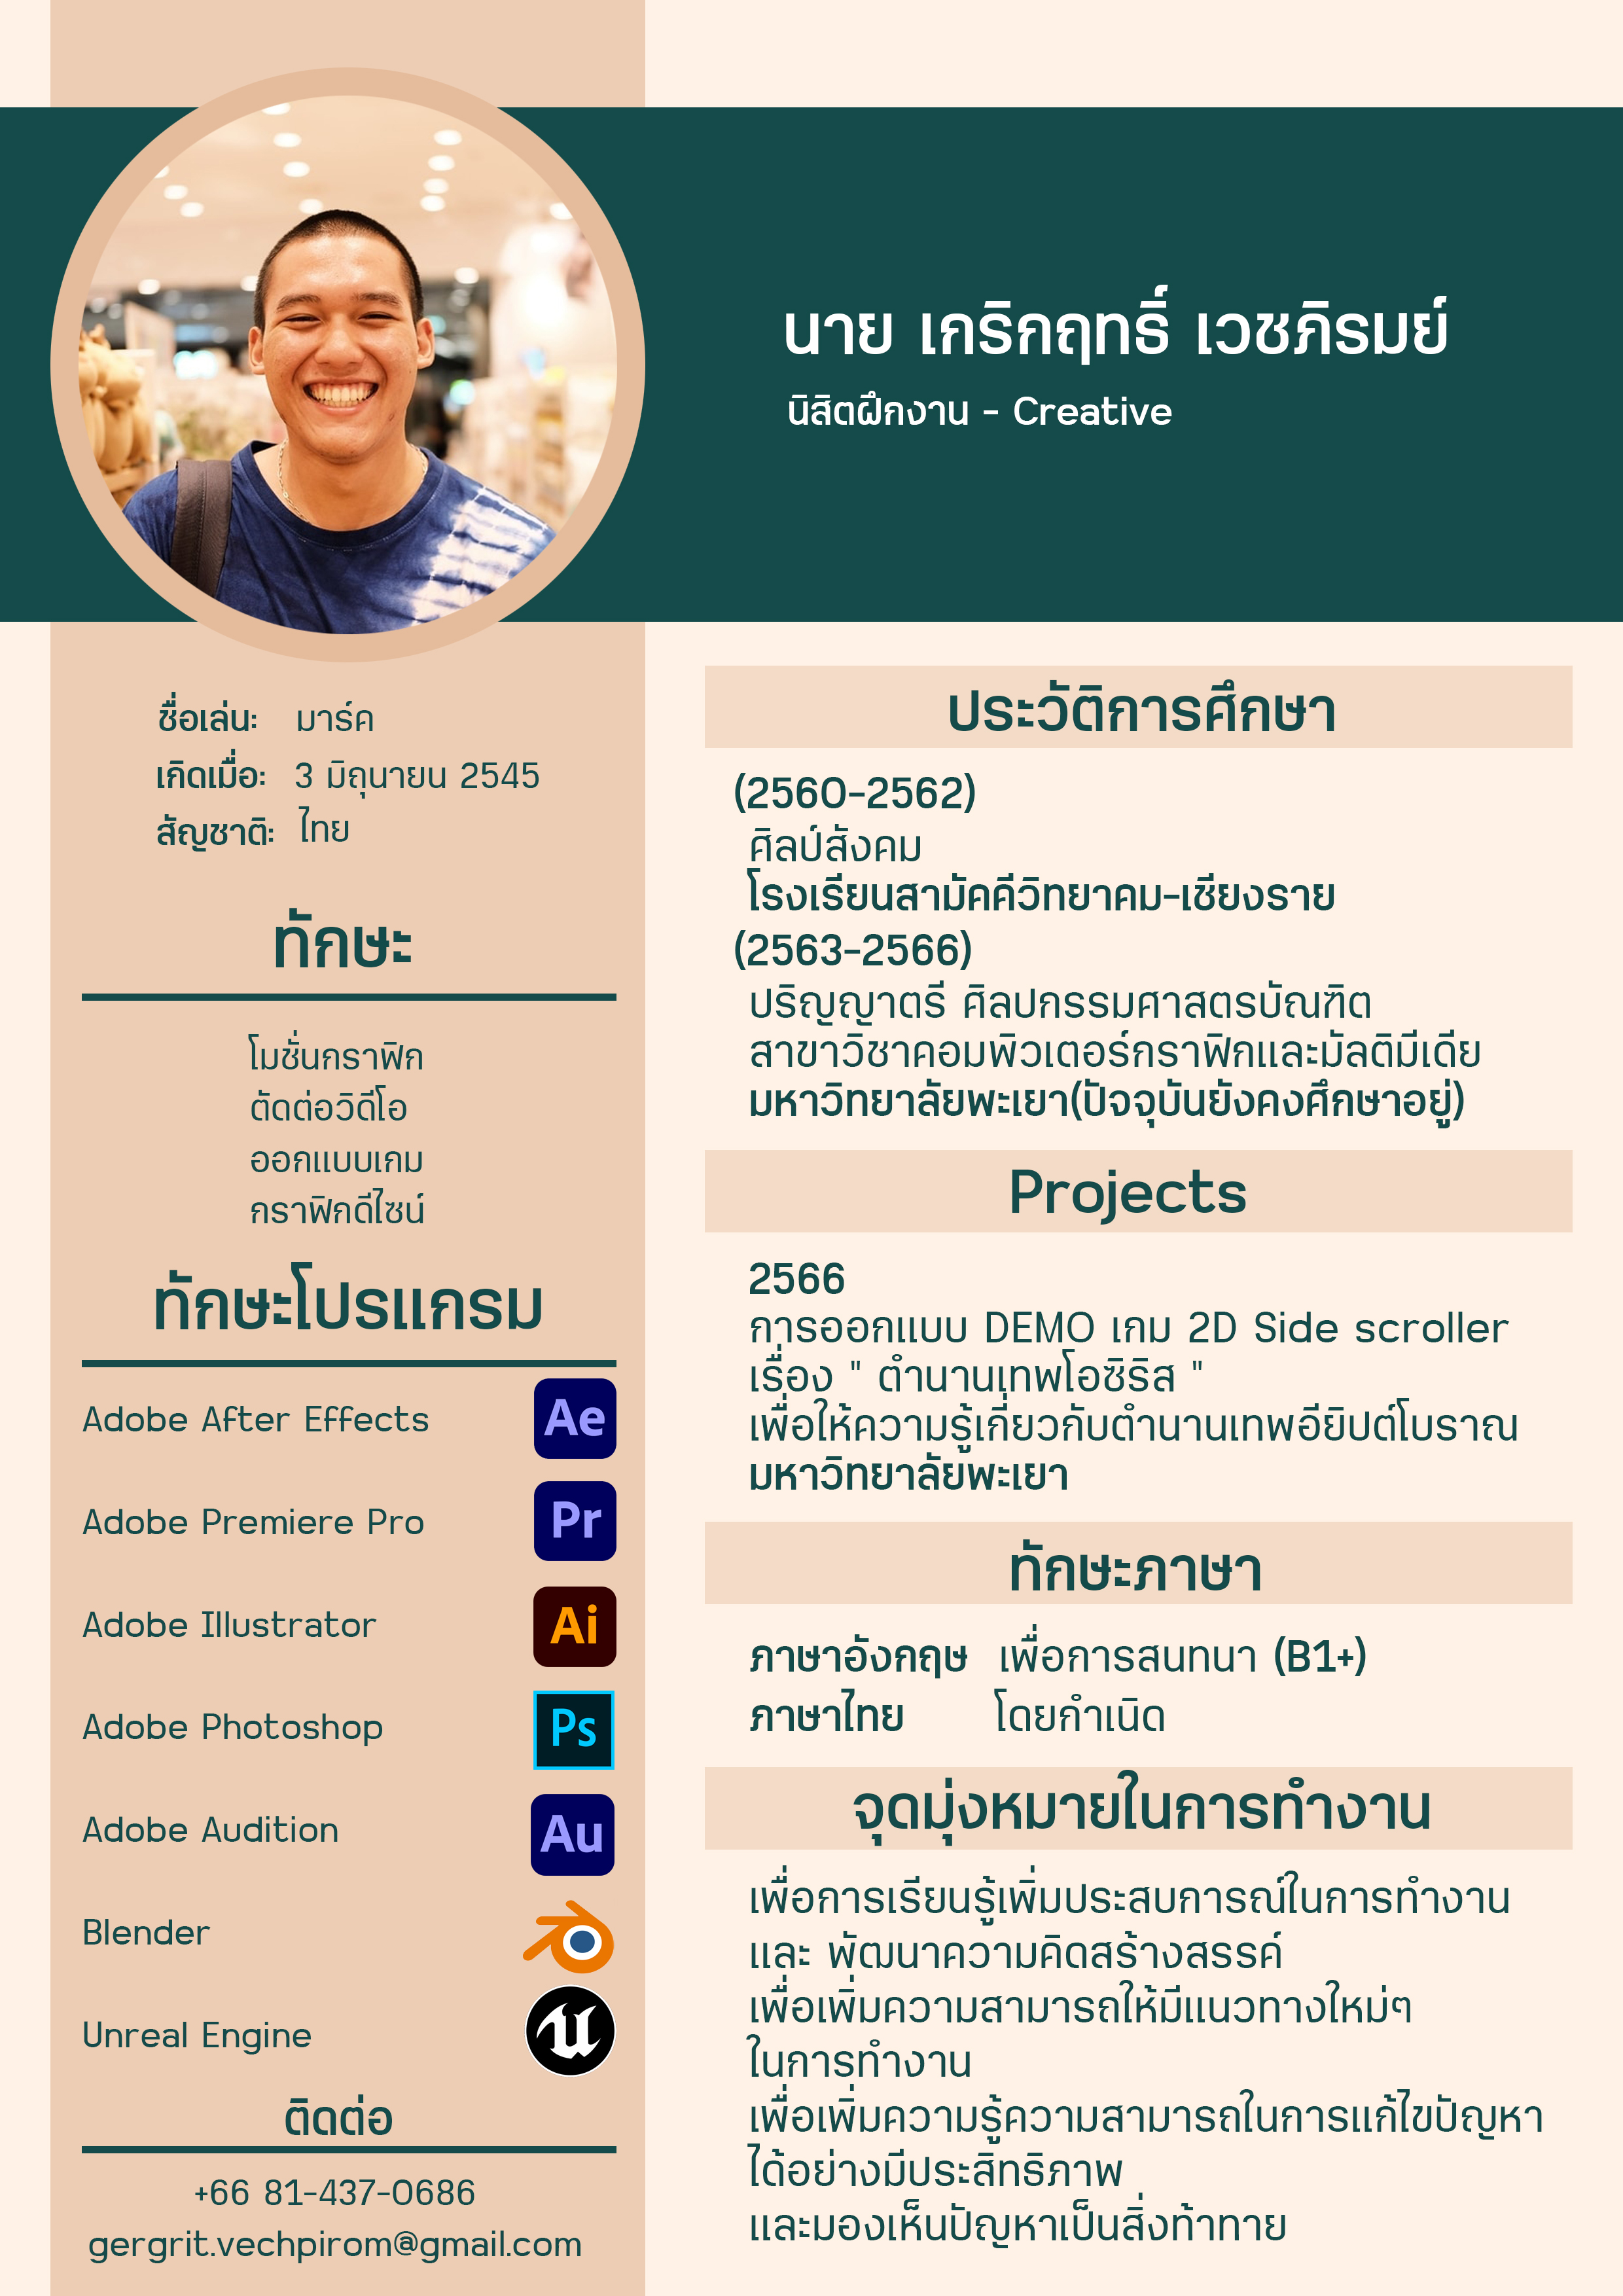 นาย เกริกฤทธิ์ เวชภิรมย์
นิสิตฝึกงาน - Creative
ชื่อเล่น: มาร์ค
เกิดเมื่อ: 3 มิถุนายน 2545
สัญชาติ: ไทย
ทักษะ
โมชั่นกราฟิก
ตัดต่อวิดีโอ
ออกแบบเกม
กราฟิกดีไซน์
ทักษะโปรแกรม
Adobe After Effects Ae
Adobe Premiere Pro Pr
Adobe Illustrator Ai
Adobe Photoshop Ps
Adobe Audition Au
Blender
Unreal Engine
ติดต่อ
+66 81-437-0686
gergrit.vechpirom@gmail.com
ประวัติการศึกษา
(2560-2562)
ศิลป์สังคม
โรงเรียนสามัคคีวิทยาคม-เชียงราย
(2563-2566)
ปริญญาตรี ศิลปกรรมศาสตรบัณฑิต
สาขาวิชาคอมพิวเตอร์กราฟิกและมัลติมีเดีย
มหาวิทยาลัยพะเยา(ปัจจุบันยังคงศึกษาอยู่)
Projects
2566
การออกแบบ DEMO เกม 2D Side scroller
เรื่อง " ตำนานเทพโอซิริส "
เพื่อให้ความรู้เกี่ยวกับตำนานเทพอียิปต์โบราณ
มหาวิทยาลัยพะเยา
ทักษะภาษา
ภาษาอังกฤษ เพื่อการสนทนา (B1+)
ภาษาไทย โดยกำเนิด
จุดมุ่งหมายในการทำงาน
เพื่อการเรียนรู้เพิ่มประสบการณ์ในการทำงาน
และ พัฒนาความคิดสร้างสรรค์
เพื่อเพิ่มความสามารถให้มีแนวทางใหม่ๆ
ในการทำงาน
เพื่อเพิ่มความรู้ความสามารถในการแก้ไขปัญหา
ได้อย่างมีประสิทธิภาพ
และมองเห็นปัญหาเป็นสิ่งท้าทาย